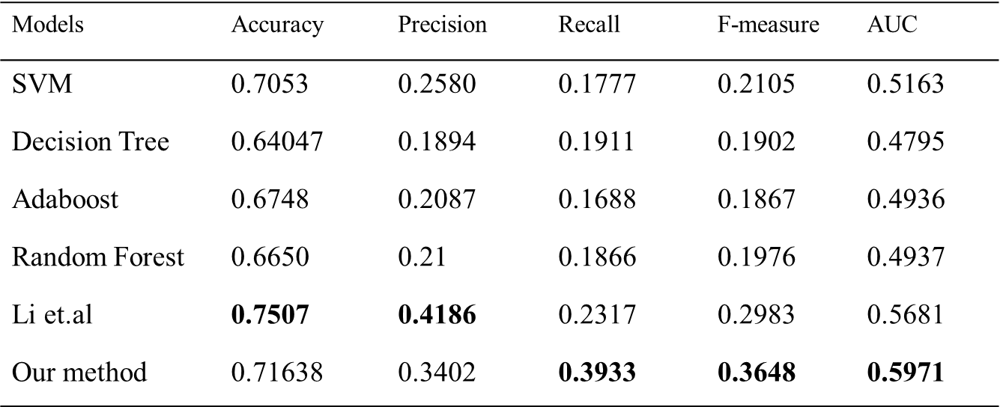 Models Accuracy Precision Recall F-measure AUC
SVM 0.7053 0.2580 0.1777 0.2105 0.5163
Decision Tree 0.64047 0.1894 0.1911 0.1902 0.4795
Adaboost 0.6748 0.2087 0.1688 0.1867 0.4936
Random Forest 0.6650 0.21 0.1866 0.1976 0.4937
Li et.al 0.7507 0.4186 0.2317 0.2983 0.5681
Our method 0.71638 0.3402 0.3933 0.3648 0.5971